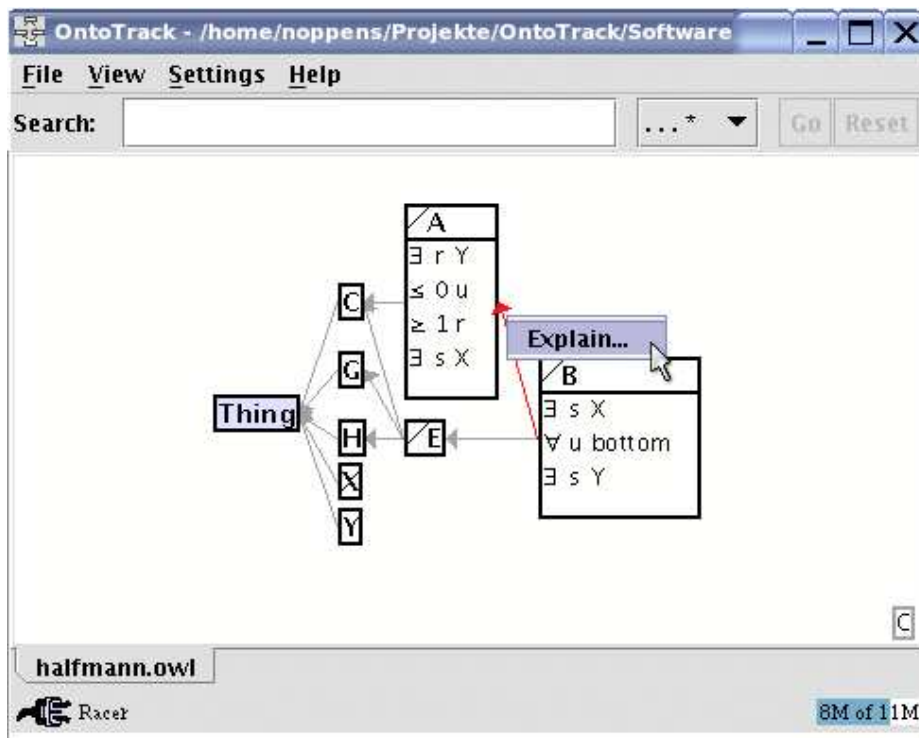 OntoTrack - /home/noppens/Projekte/OntoTrack/Software
File View Settings Help
Search: ...* Go Reset
A
∃ r Y
≤ 0 u
≥ 1 r
∃ s X
C
Explain...
G
B
Thing
∃ s X
H
E
∀ u bottom
X
∃ s Y
Y
C
halfmann.owl
Racer 8M of 11M